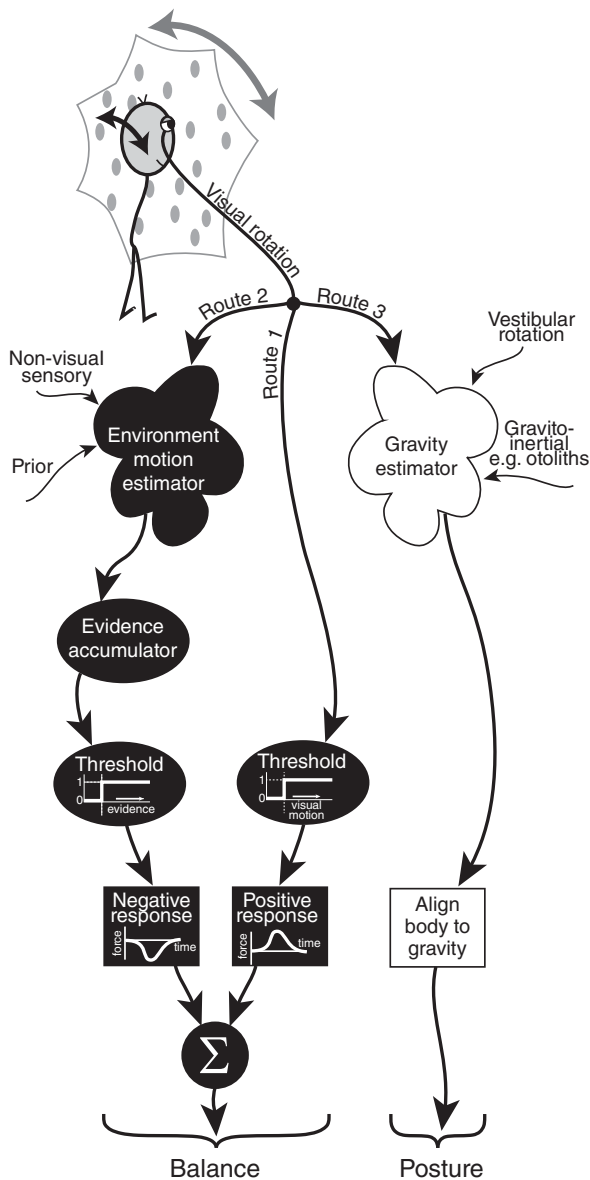 Visual rotation
Route 2
Route 3
Route 1
Non-visual
sensory
Prior
Environment
motion
estimator
Vestibular
rotation
Gravito-
inertial
e.g. otoliths
Gravity
estimator
Evidence
accumulator
Threshold
1
0
evidence
Threshold
1
0
visual
motion
Negative
response
force
time
Positive
response
force
time
Align
body to
gravity
Σ
Balance
Posture